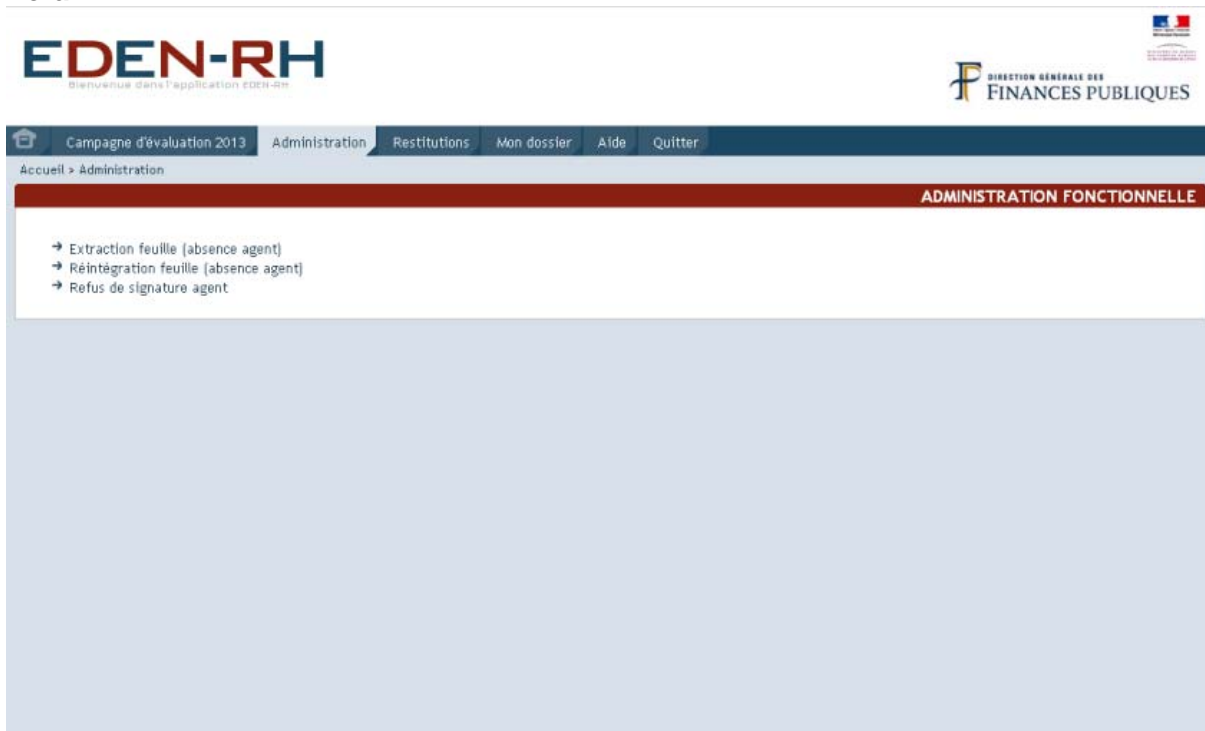 EDEN-RH
Bienvenue dans l'application EDEN-RH
DIRECTION GÉNÉRALE DES
FINANCES PUBLIQUES
Campagne d'évaluation 2013 Administration Restitutions Mon dossier Aide Quitter
Accueil > Administration
ADMINISTRATION FONCTIONNELLE
→ Extraction feuille (absence agent)
→ Réintégration feuille (absence agent)
→ Refus de signature agent